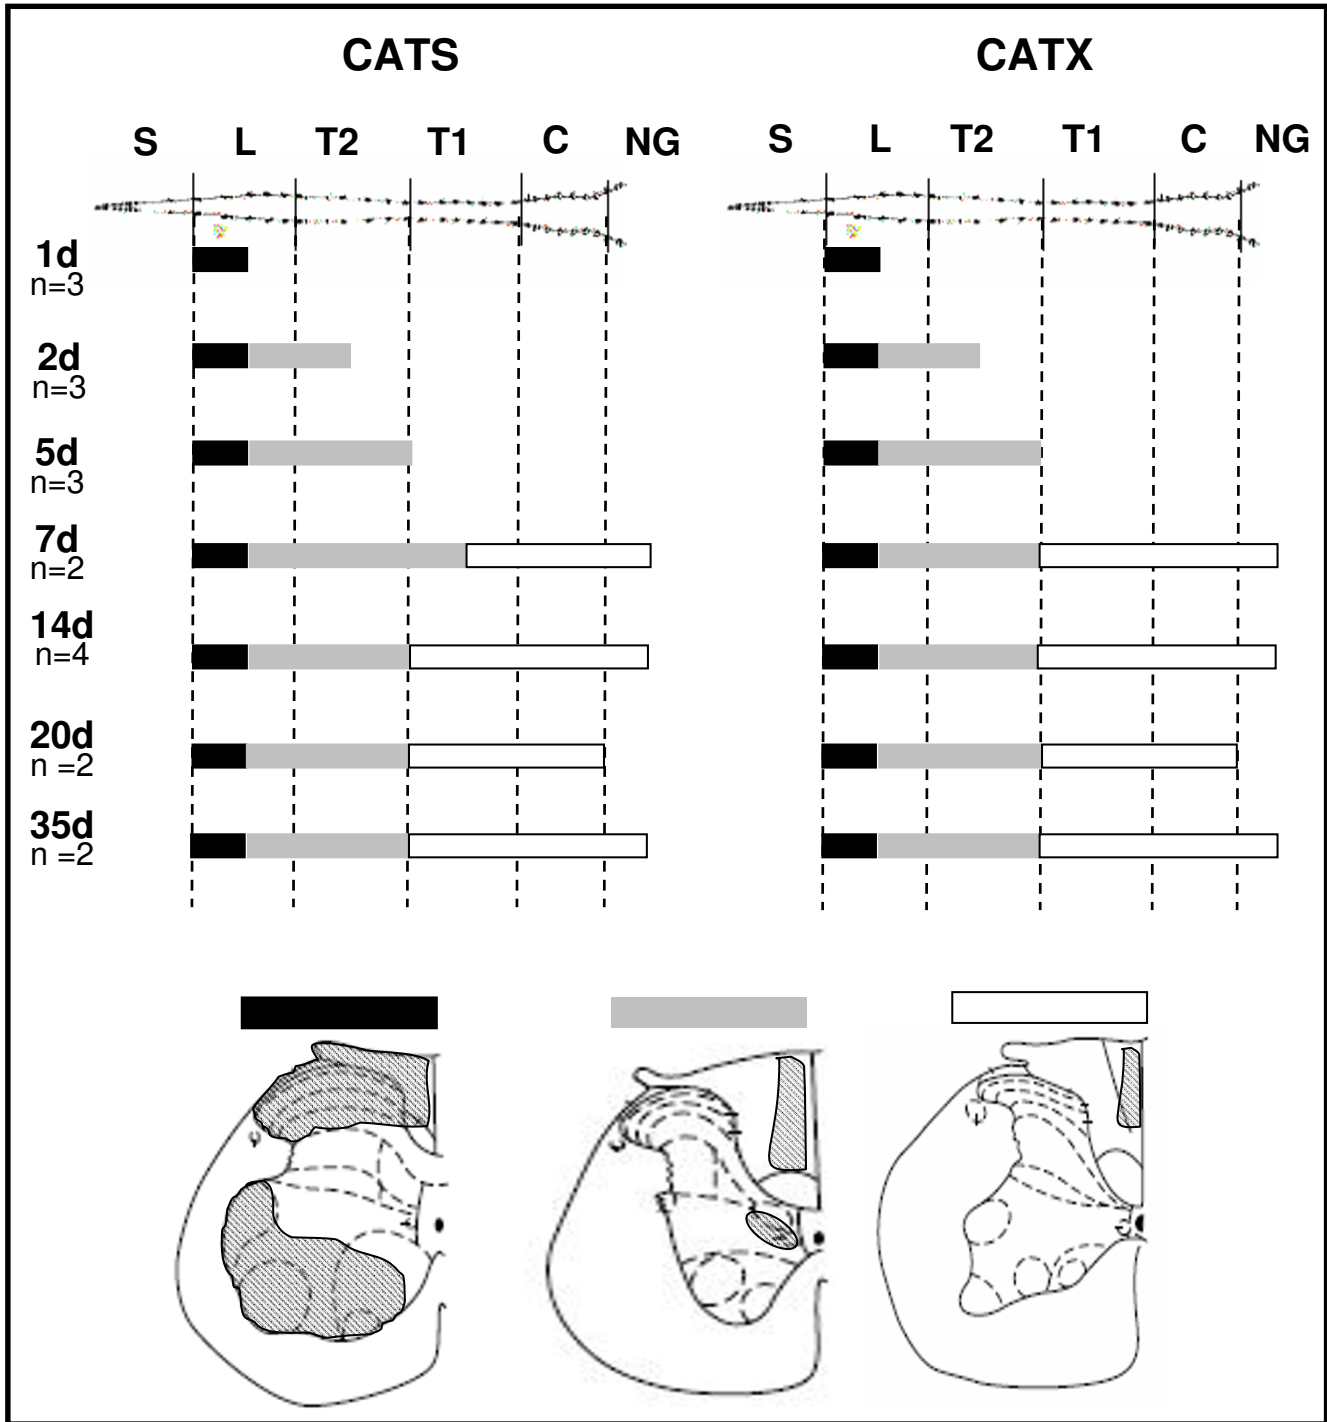 CATS CATX
S L T2 T1 C NG S L T2 T1 C NG
1d
n=3
2d
n=3
5d
n=3
7d
n=2
14d
n=4
20d
n =2
35d
n =2